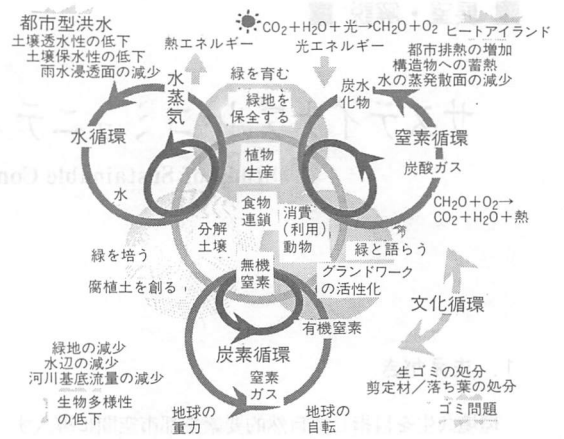 都市型洪水
土壌透水性の低下
土壌保水性の低下
雨水浸透面の減少
熱エネルギー
CO2+H2O+光→CH2O+O2
光エネルギー
ヒートアイランド
都市排熱の増加
構造物への蓄熱
水の蒸発散面の減少
緑を育む
緑地を
保全する
水蒸気
炭水
化物
水循環
窒素循環
植物
生産
炭酸ガス
水
食物
連鎖
消費
(利用)
動物
分解
土壌
CH2O+O2→
CO2+H2O+熱
緑を培う
緑と語らう
無機
窒素
グランドワーク
の活性化
腐植土を創る
文化循環
有機窒素
炭素循環
緑地の減少
水辺の減少
河川基底流量の減少
窒素
ガス
生ゴミの処分
剪定材/落ち葉の処分
生物多様性
の低下
地球の
重力
地球の
自転
ゴミ問題